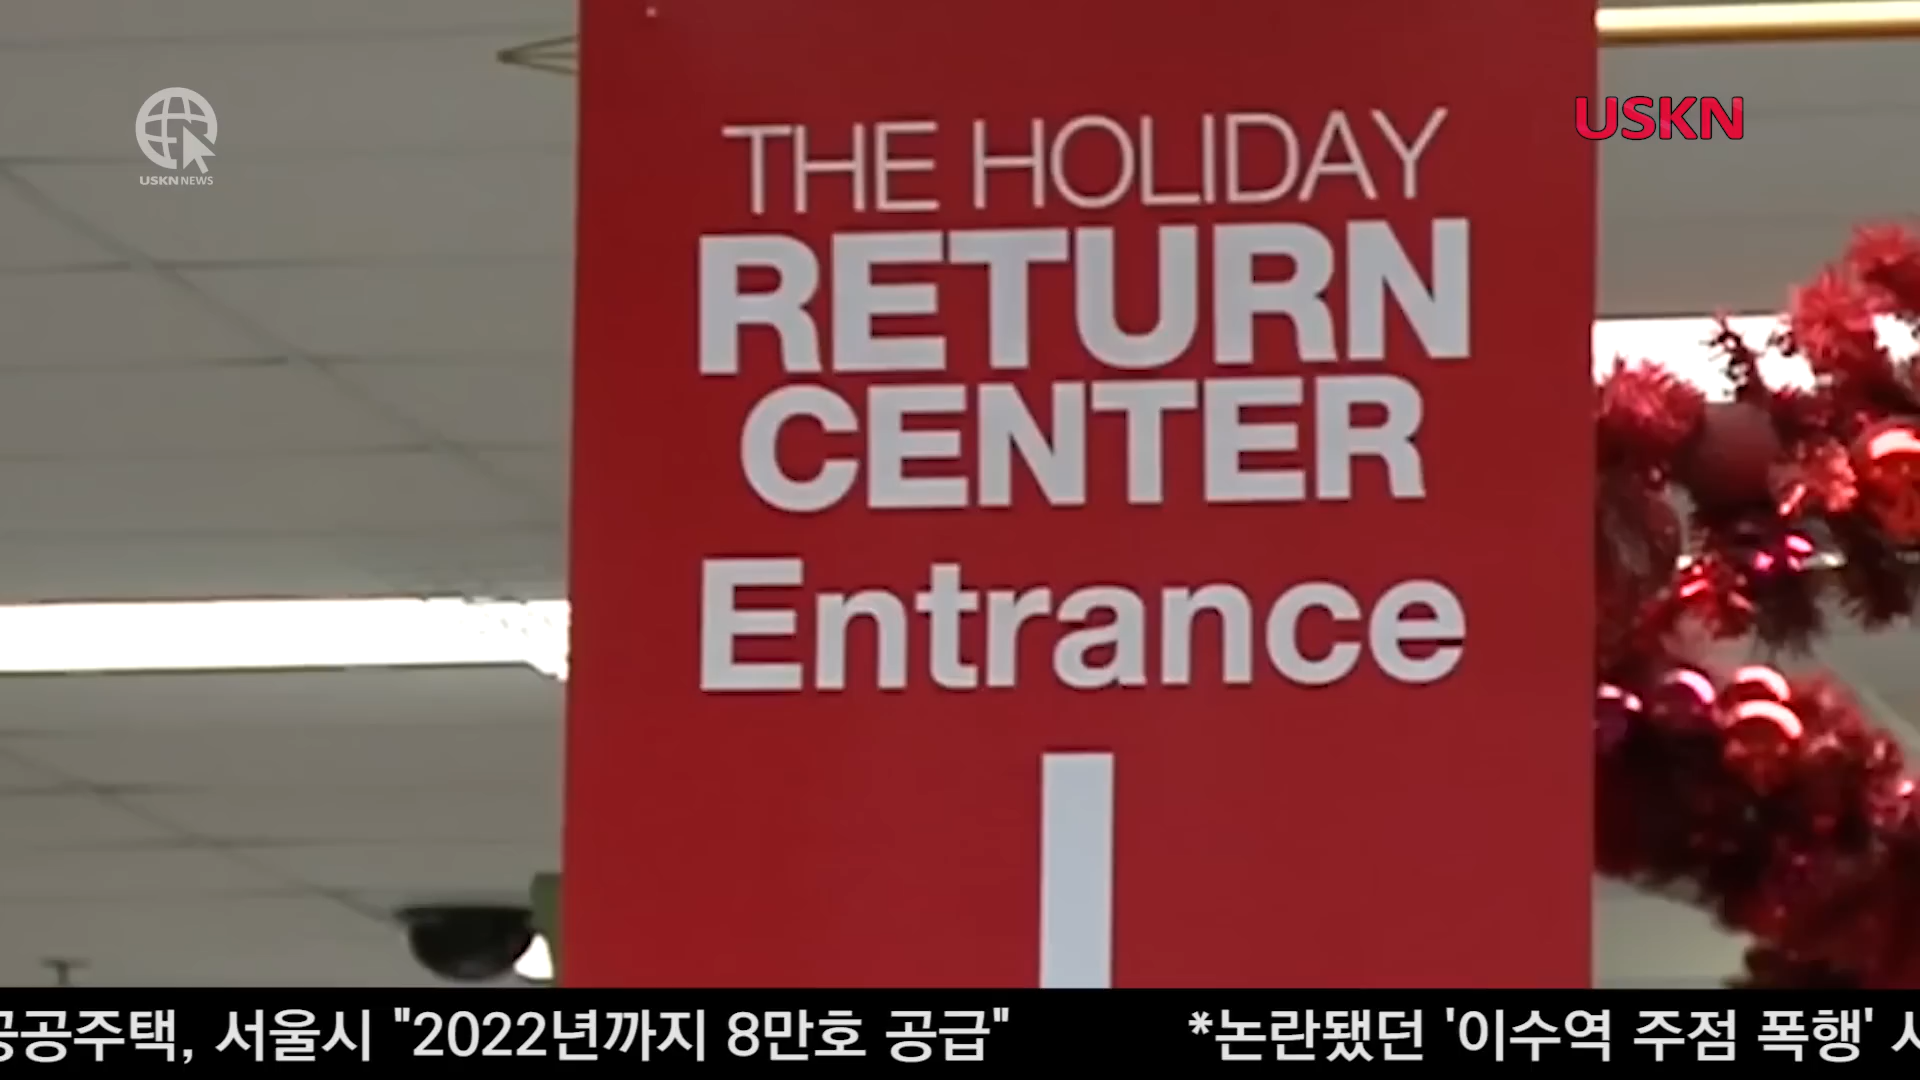 USKN NEWS
USKN
THE HOLIDAY
RETURN
CENTER
Entrance
공공주택, 서울시 "2022년까지 8만호 공급" *논란됐던 '이수역 주점 폭행'